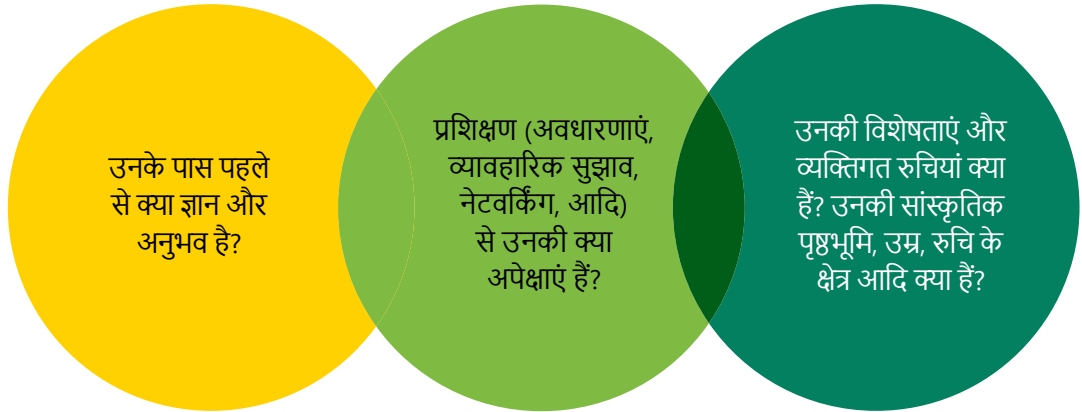 उनके पास पहले
से क्या ज्ञान और
अनुभव है?
प्रशिक्षण (अवधारणाएं,
व्यावहारिक सुझाव,
नेटवर्किंग, आदि)
से उनकी क्या
अपेक्षाएं हैं?
उनकी विशेषताएं और
व्यक्तिगत रुचियां क्या
हैं? उनकी सांस्कृतिक
पृष्ठभूमि, उम्र, रुचि के
क्षेत्र आदि क्या हैं?